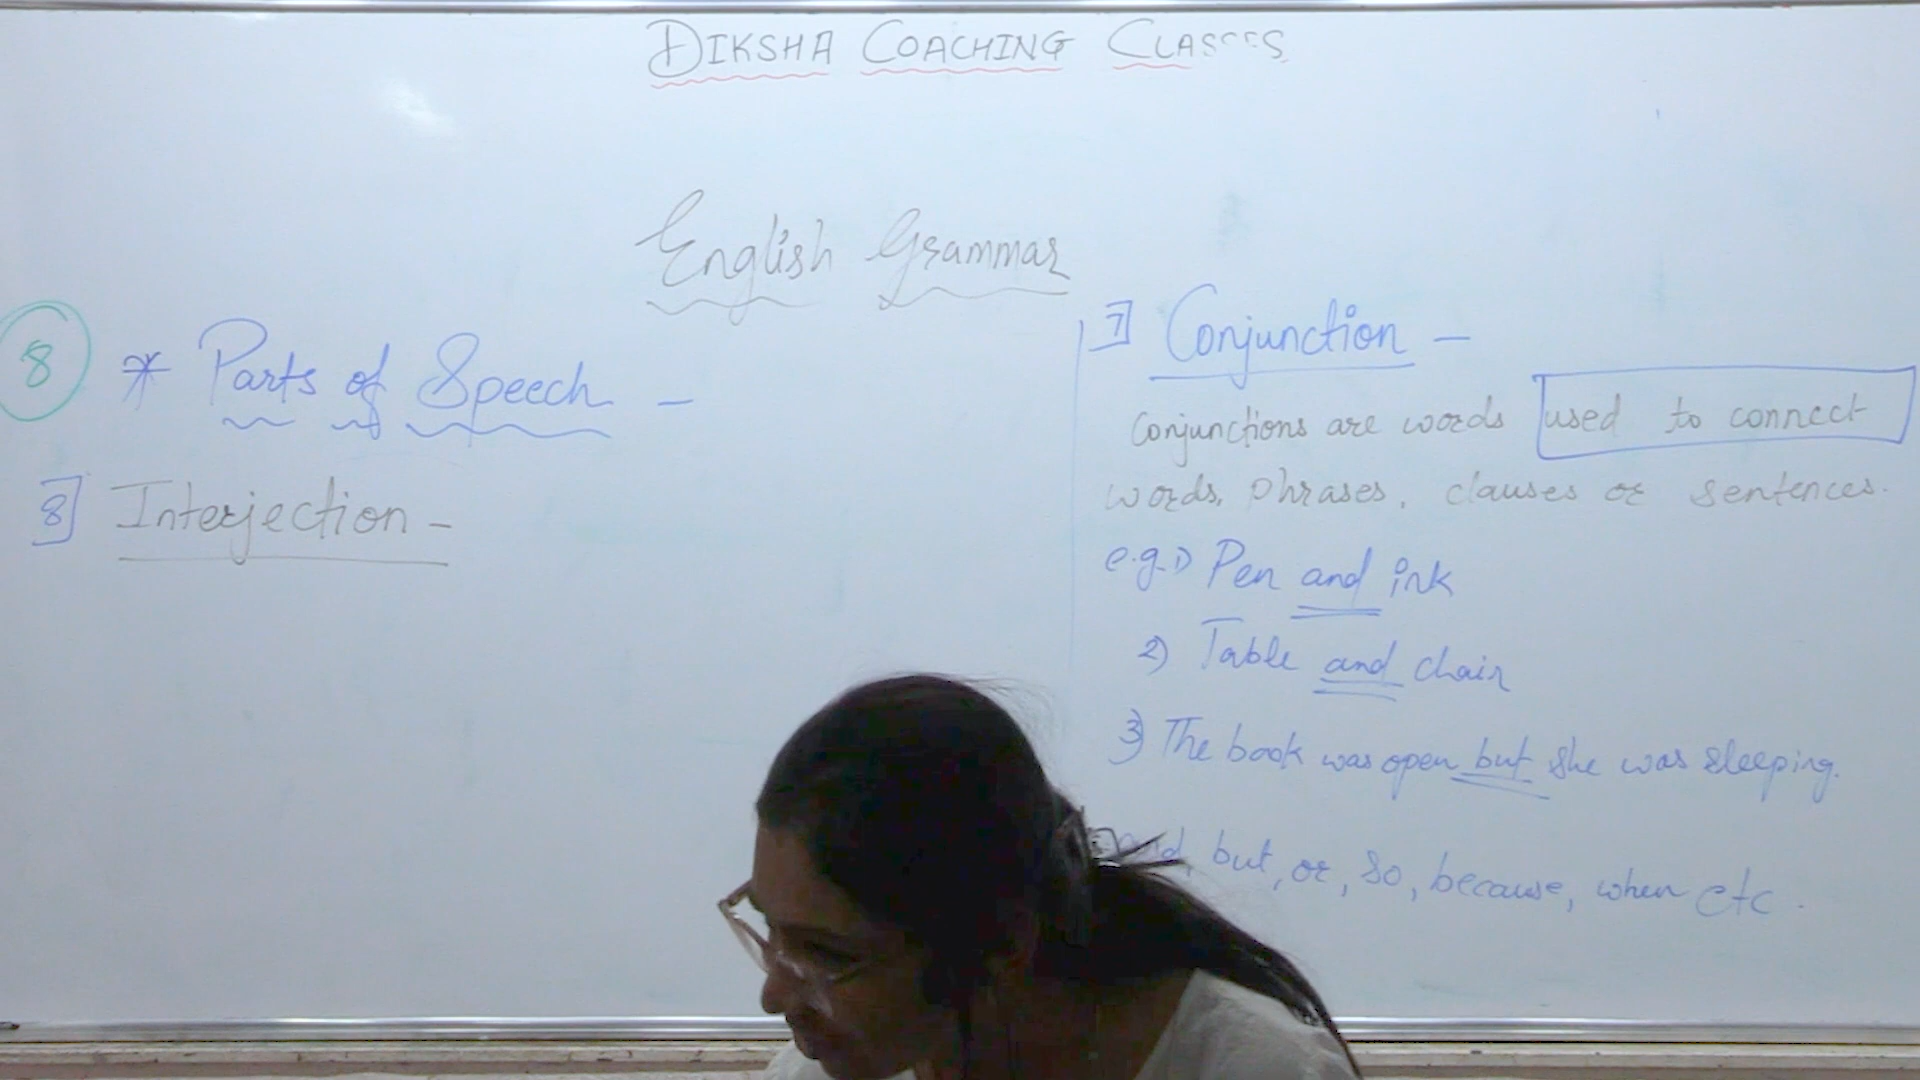 DIKSHA COACHING CLASSES
English Grammar
8
* Parts of Speech -
8] Interjection -
7] Conjunction -
Conjunctions are words used to connect
words, phrases, clauses or sentences.
e.g. 1) Pen and ink
2) Table and chair
3) The book was open but she was sleeping.
but, or, so, because, when etc.